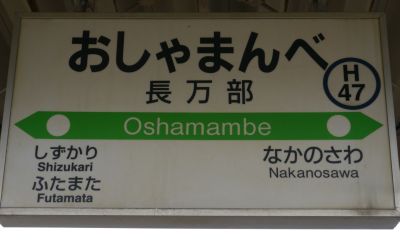 おしゃまんべ
長万部
H
47
Oshamambe
しずかり
Shizukari
ふたまた
Futamata
なかのさわ
Nakanosawa